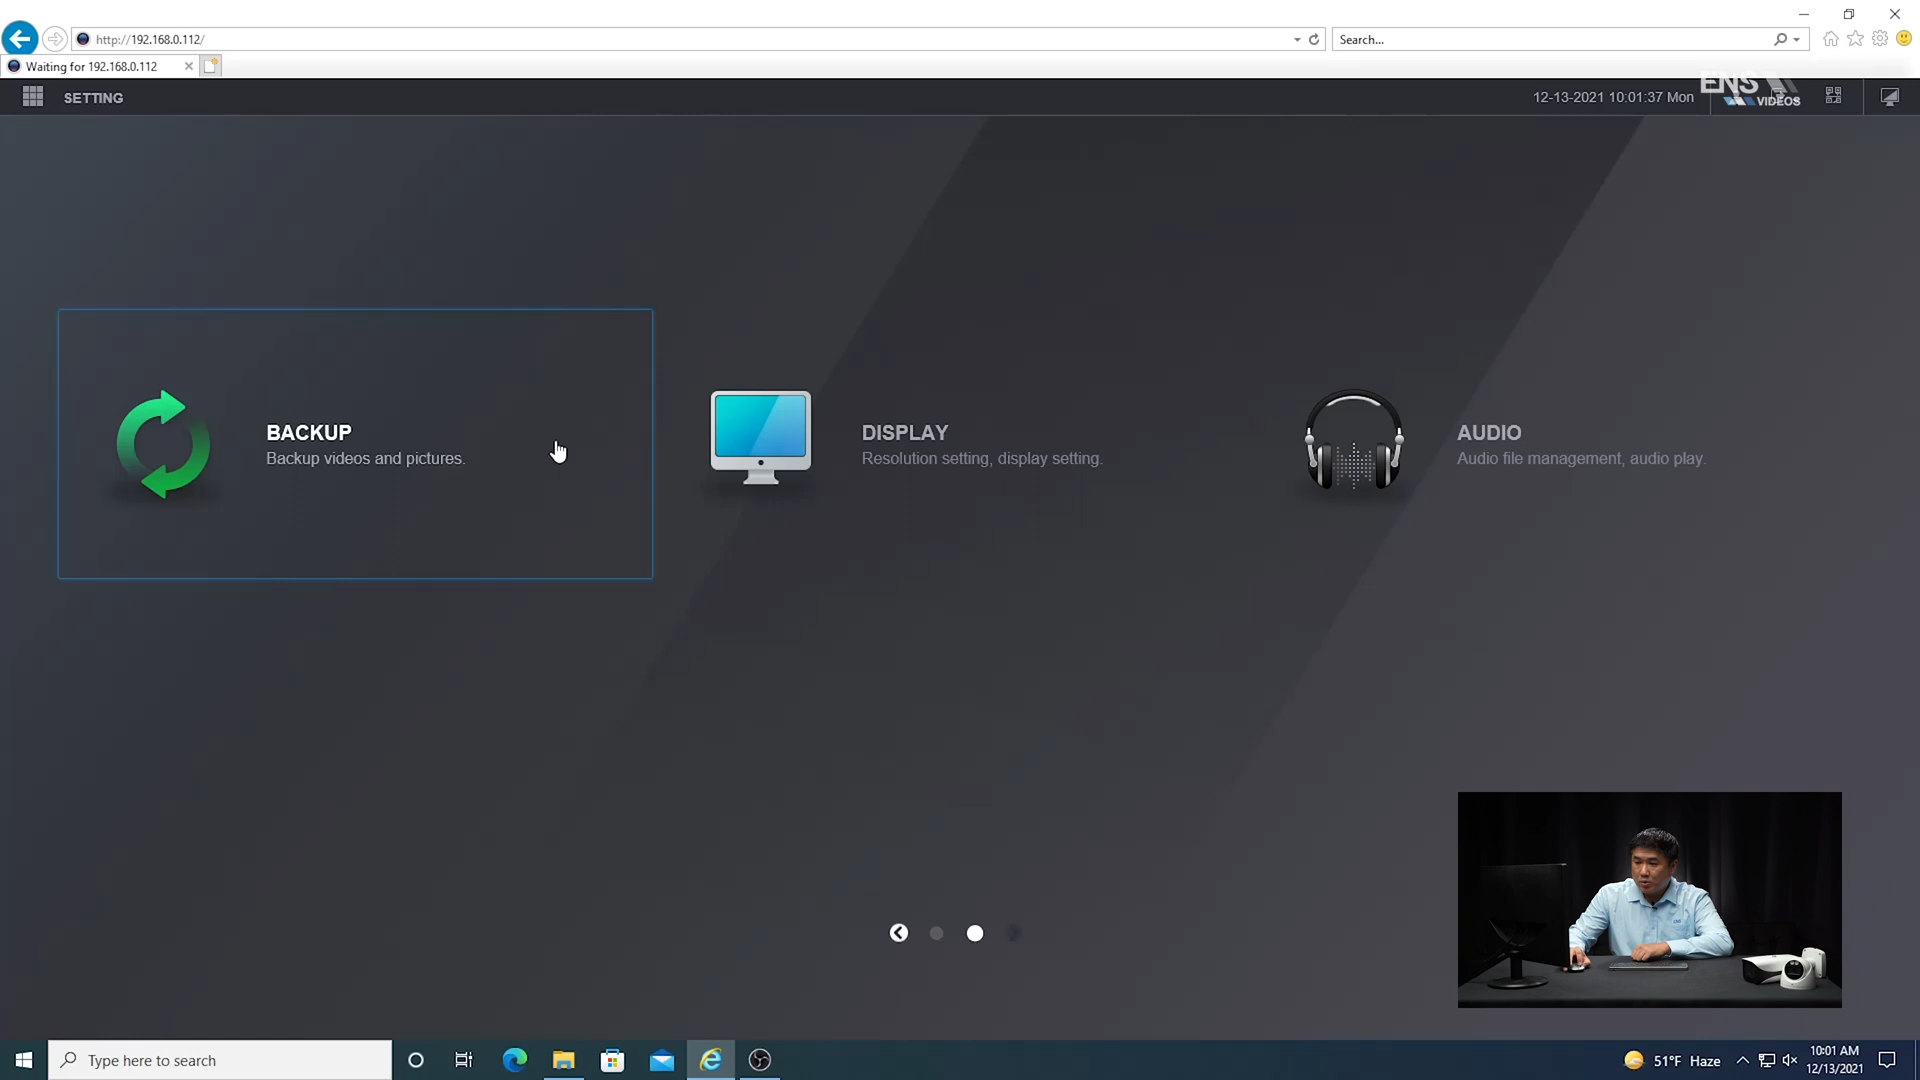 http://192.168.0.112/
Search...
Waiting for 192.168.0.112
SETTING
12-13-2021 10:01:37 Mon
ENS
VIDEOS
BACKUP
Backup videos and pictures.
DISPLAY
Resolution setting, display setting.
AUDIO
Audio file management, audio play.
Type here to search
51°F Haze
10:01 AM
12/13/2021